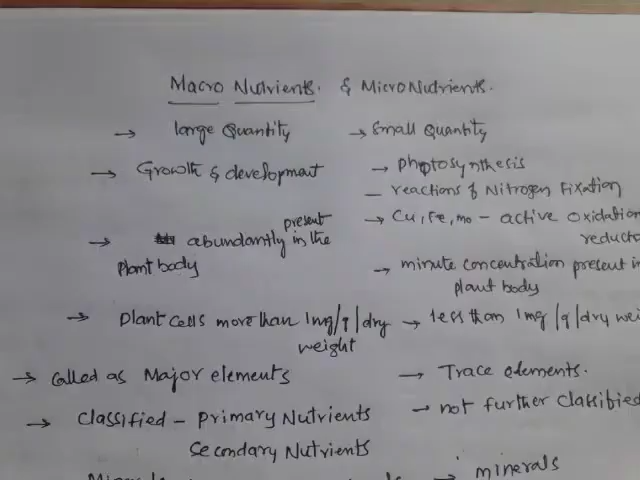 Macro Nutrients. & MicroNutrients.
→ large Quantity → Small Quantity
→ Growth & development → Photosynthesis
– reactions of Nitrogen Fixation
present → Cu, Fe, mo – active Oxidation
→ abundantly in the reducto
plant body → minute concentration present in
plant body
→ Plant cells more than 1mg/g/dry → less than 1mg/g/dry wei
weight
→ Called as Major elements → Trace elements.
→ Classified – Primary Nutrients → not further classified
Secondary Nutrients
→ minerals